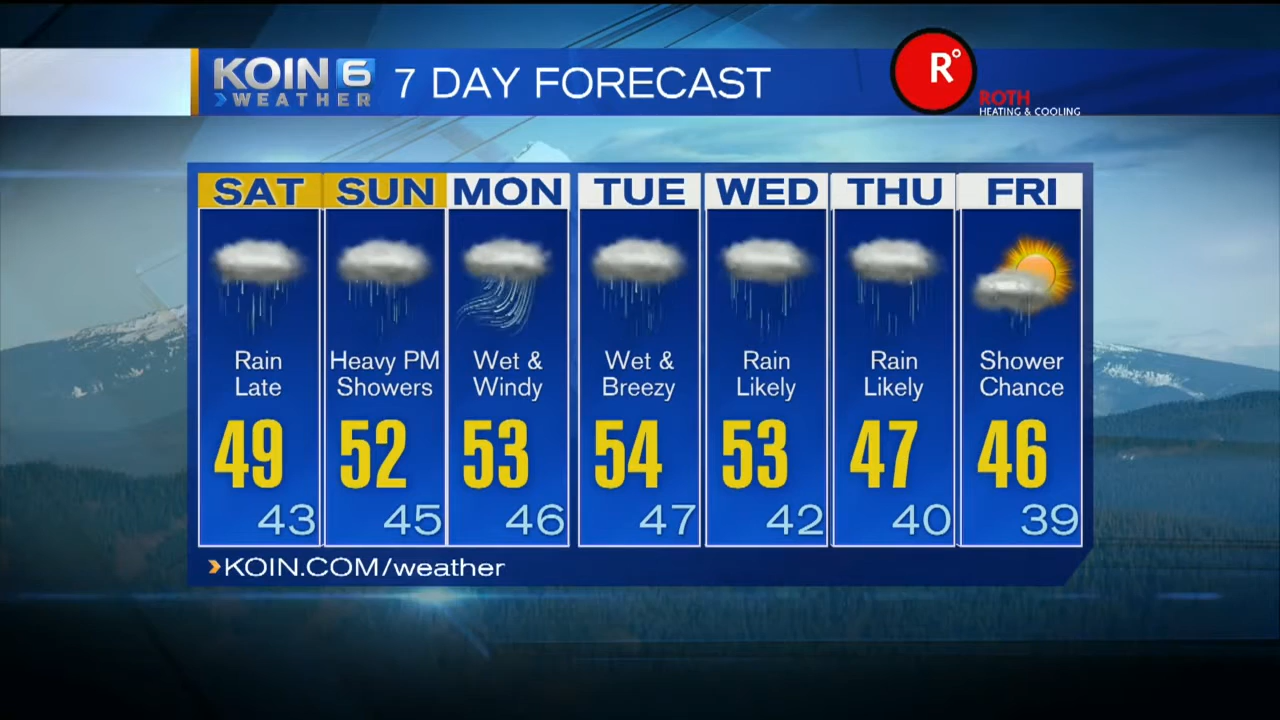 KOIN 6
WEATHER
7 DAY FORECAST
R°
ROTH
HEATING & COOLING
SAT
Rain
Late
49
43
SUN
Heavy PM
Showers
52
45
MON
Wet &
Windy
53
46
TUE
Wet &
Breezy
54
47
WED
Rain
Likely
53
42
THU
Rain
Likely
47
40
FRI
Shower
Chance
46
39
KOIN.COM/weather